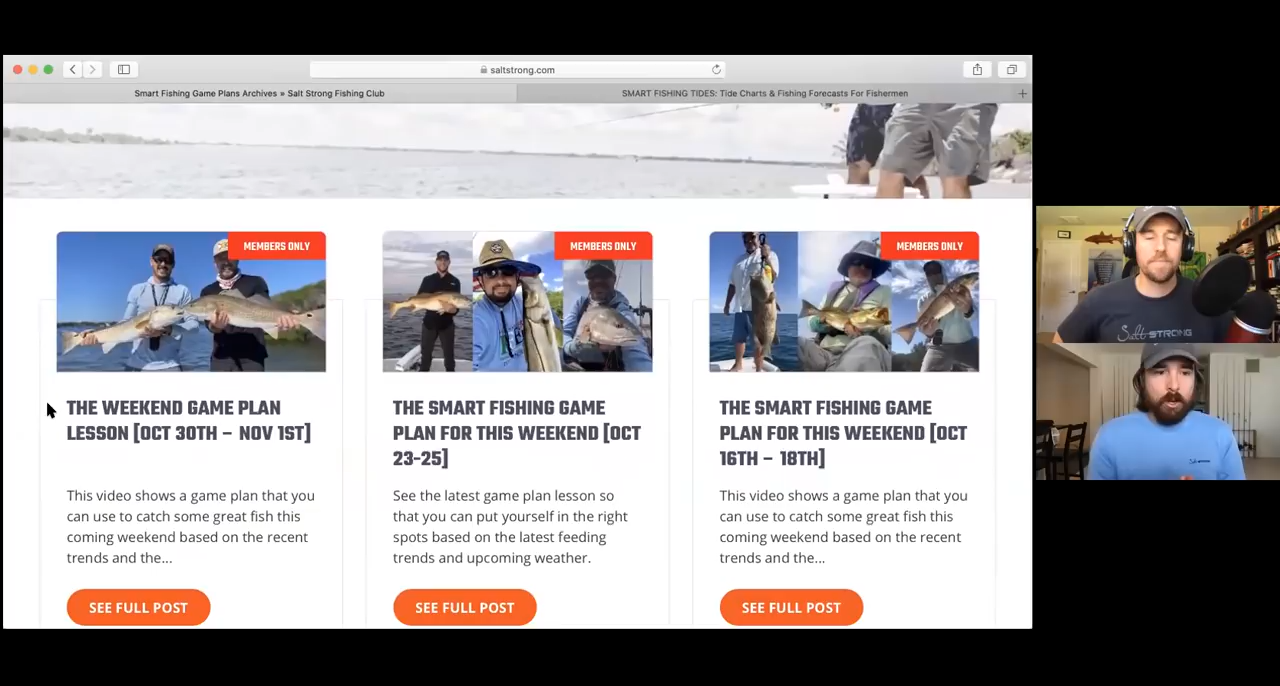 saltstrong.com
Smart Fishing Game Plans Archives » Salt Strong Fishing Club
SMART FISHING TIDES: Tide Charts & Fishing Forecasts For Fishermen
MEMBERS ONLY
THE WEEKEND GAME PLAN
LESSON [OCT 30TH – NOV 1ST]
This video shows a game plan that you
can use to catch some great fish this
coming weekend based on the recent
trends and the...
SEE FULL POST
MEMBERS ONLY
THE SMART FISHING GAME
PLAN FOR THIS WEEKEND [OCT
23-25]
See the latest game plan lesson so
that you can put yourself in the right
spots based on the latest feeding
trends and upcoming weather.
SEE FULL POST
MEMBERS ONLY
THE SMART FISHING GAME
PLAN FOR THIS WEEKEND [OCT
16TH – 18TH]
This video shows a game plan that you
can use to catch some great fish this
coming weekend based on the recent
trends and the...
SEE FULL POST
Salt STRONG